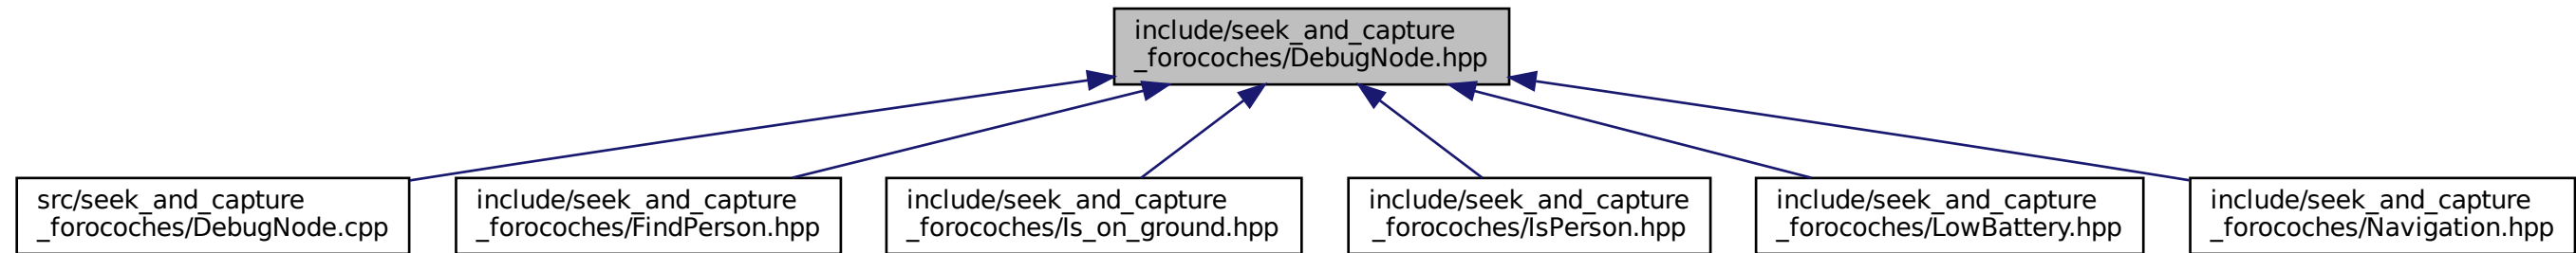 include/seek_and_capture
_forocoches/DebugNode.hpp
src/seek_and_capture
_forocoches/DebugNode.cpp
include/seek_and_capture
_forocoches/FindPerson.hpp
include/seek_and_capture
_forocoches/Is_on_ground.hpp
include/seek_and_capture
_forocoches/IsPerson.hpp
include/seek_and_capture
_forocoches/LowBattery.hpp
include/seek_and_capture
_forocoches/Navigation.hpp